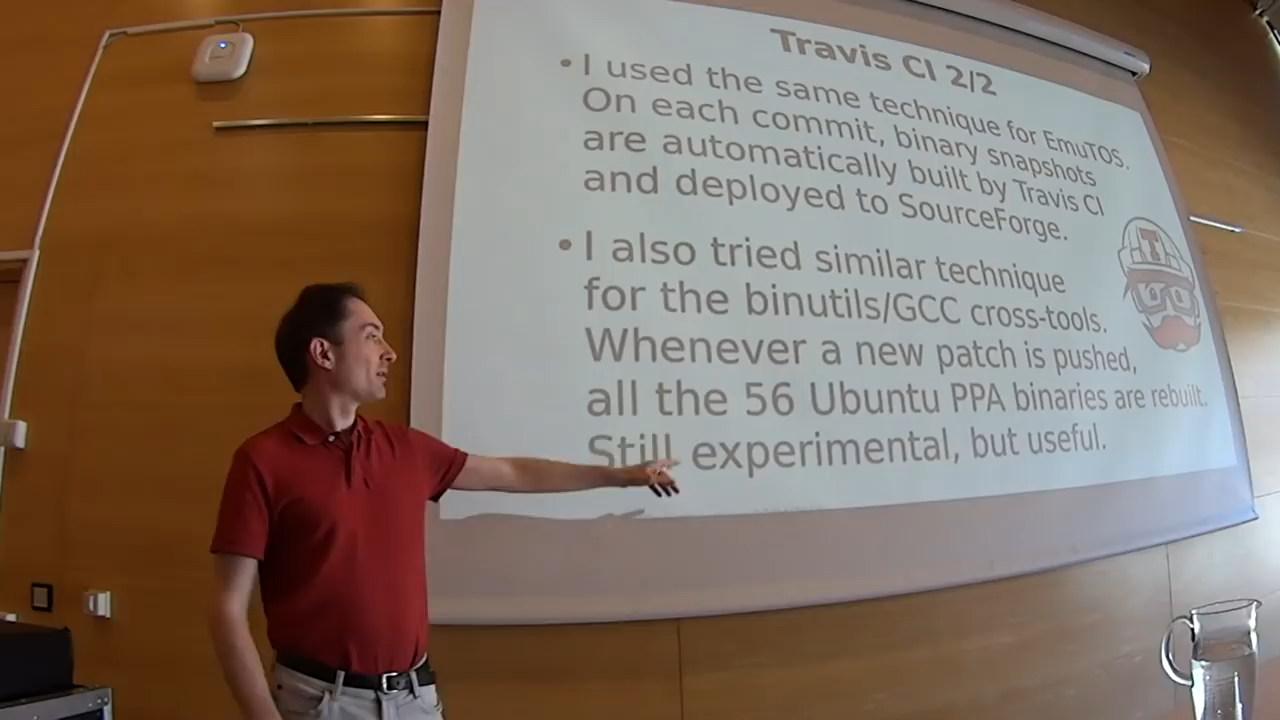 Travis CI 2/2
• I used the same technique for EmuTOS.
On each commit, binary snapshots
are automatically built by Travis CI
and deployed to SourceForge.
• I also tried similar technique
for the binutils/GCC cross-tools.
Whenever a new patch is pushed,
all the 56 Ubuntu PPA binaries are rebuilt.
Still experimental, but useful.
T